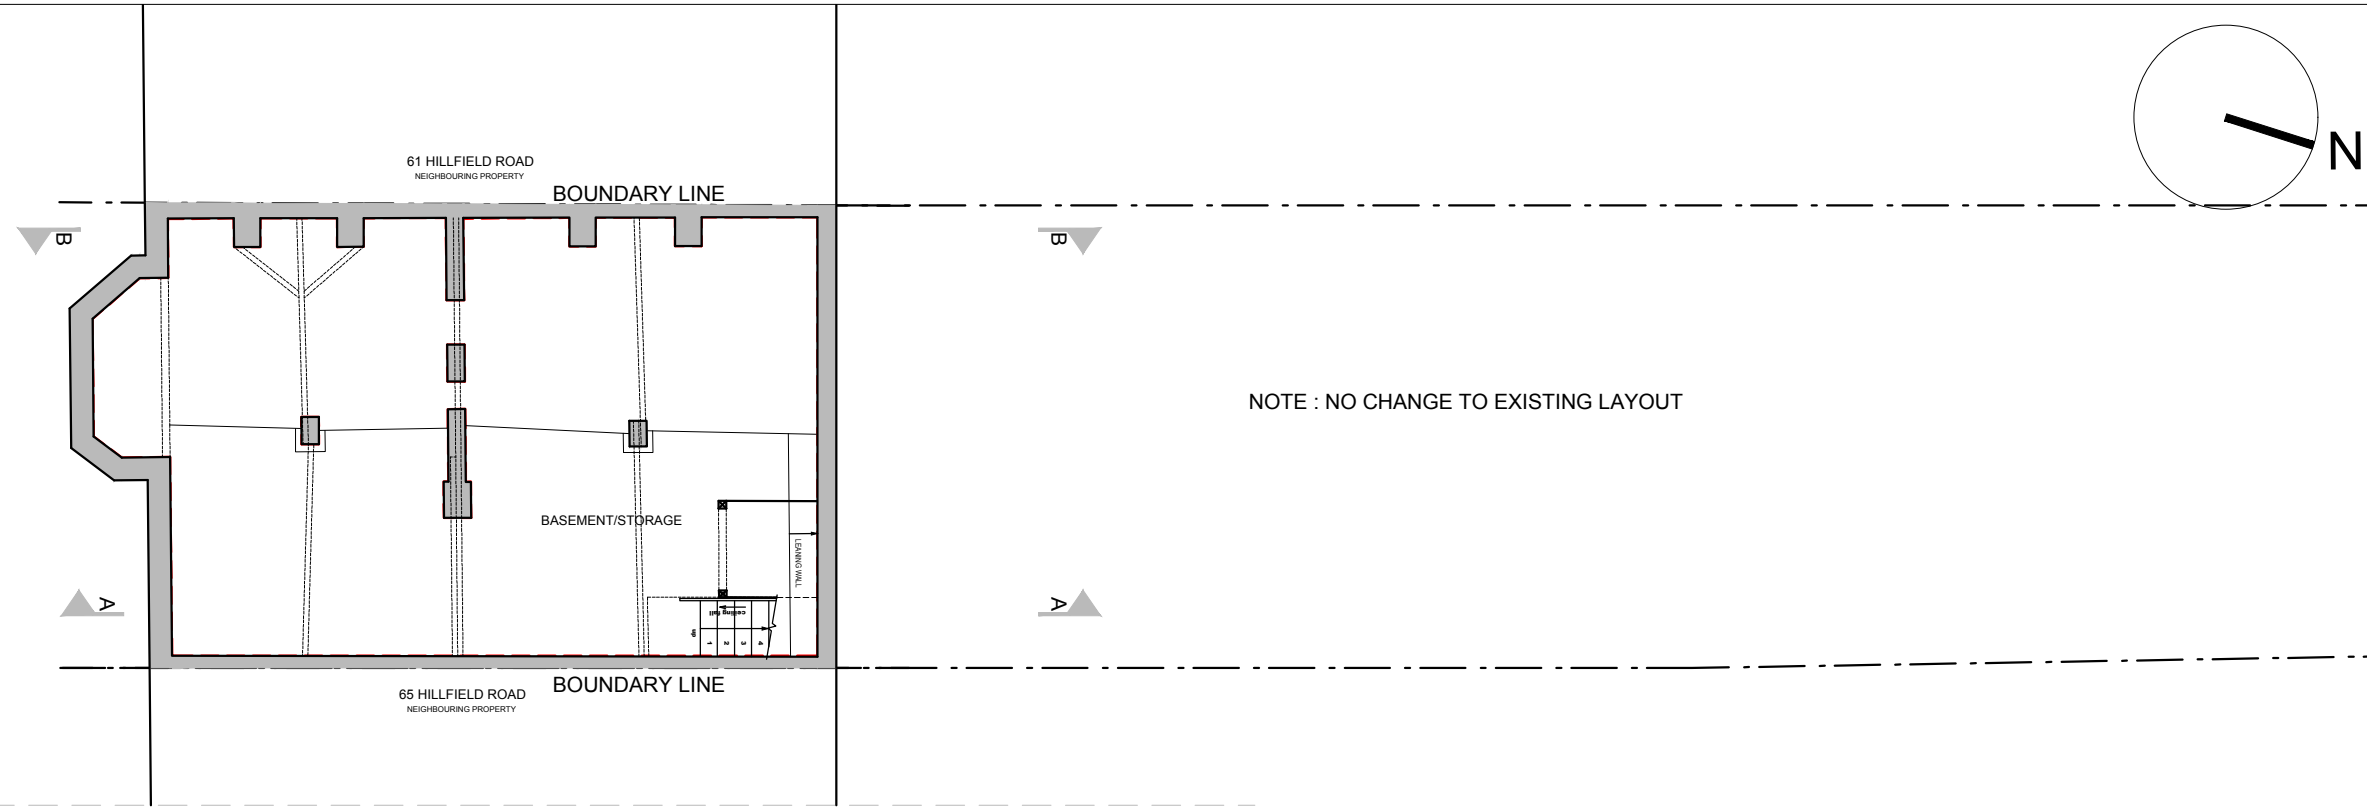 N
61 HILLFIELD ROAD
NEIGHBOURING PROPERTY
BOUNDARY LINE
B
B
NOTE : NO CHANGE TO EXISTING LAYOUT
BASEMENT/STORAGE
LEANING WALL
A
A
ceiling fall
up
1
2
3
4
65 HILLFIELD ROAD
NEIGHBOURING PROPERTY
BOUNDARY LINE